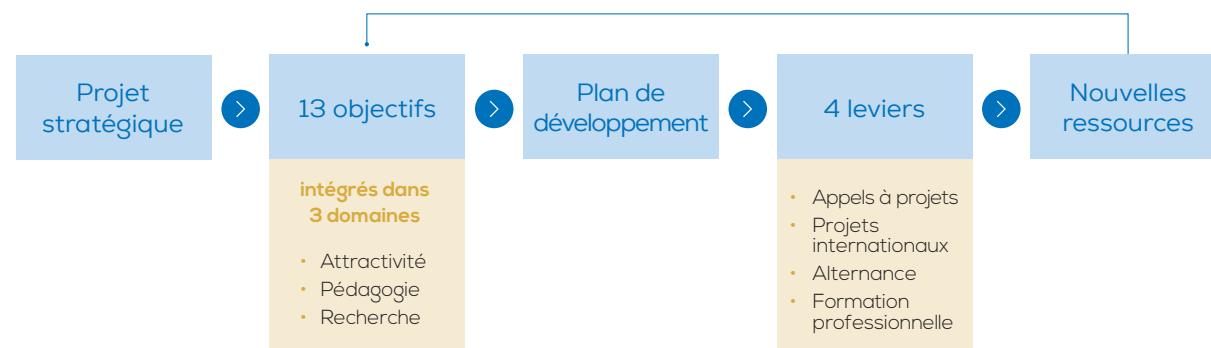 Projet
stratégique
13 objectifs
intégrés dans
3 domaines
• Attractivité
• Pédagogie
• Recherche
Plan de
développement
4 leviers
• Appels à projets
• Projets
internationaux
• Alternance
• Formation
professionnelle
Nouvelles
ressources